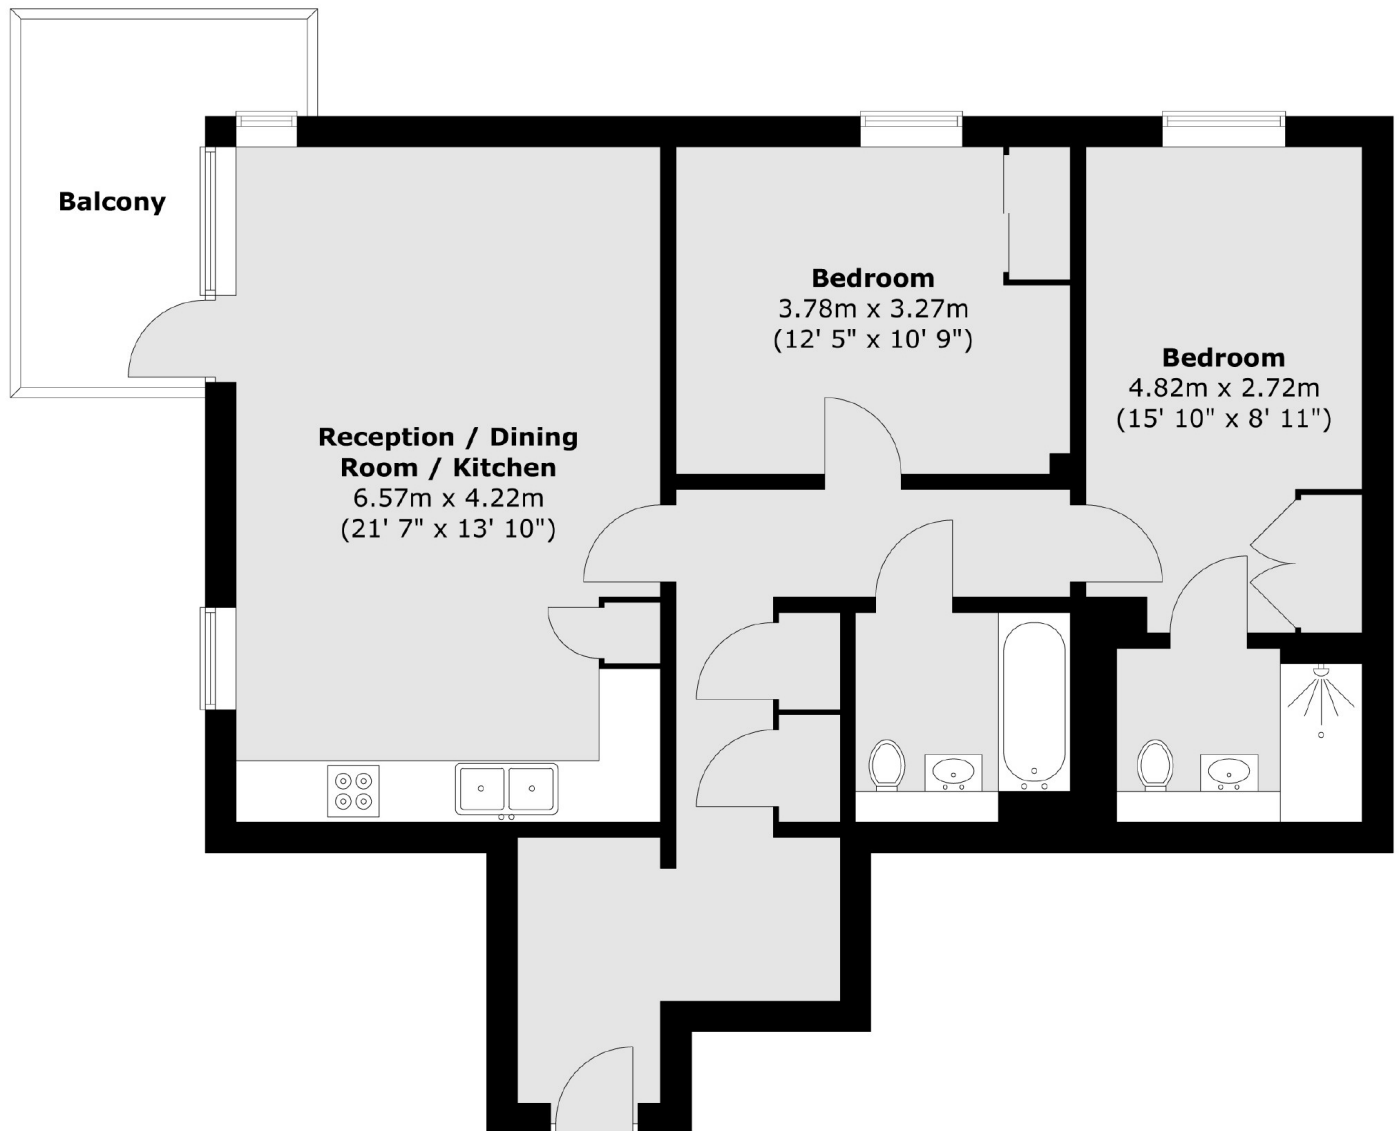 Balcony
Reception / Dining
Room / Kitchen
6.57m x 4.22m
(21' 7" x 13' 10")
Bedroom
3.78m x 3.27m
(12' 5" x 10' 9")
Bedroom
4.82m x 2.72m
(15' 10" x 8' 11")